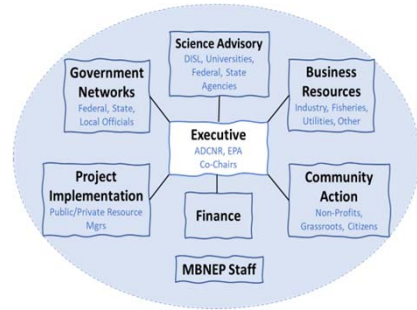 Science Advisory
DISL, Universities,
Federal, State
Agencies
Government
Networks
Federal, State,
Local Officials
Business
Resources
Industry, Fisheries,
Utilities, Other
Executive
ADCNR, EPA
Co-Chairs
Project
Implementation
Public/Private Resource
Mgrs
Finance
Community
Action
Non-Profits,
Grassroots, Citizens
MBNEP Staff